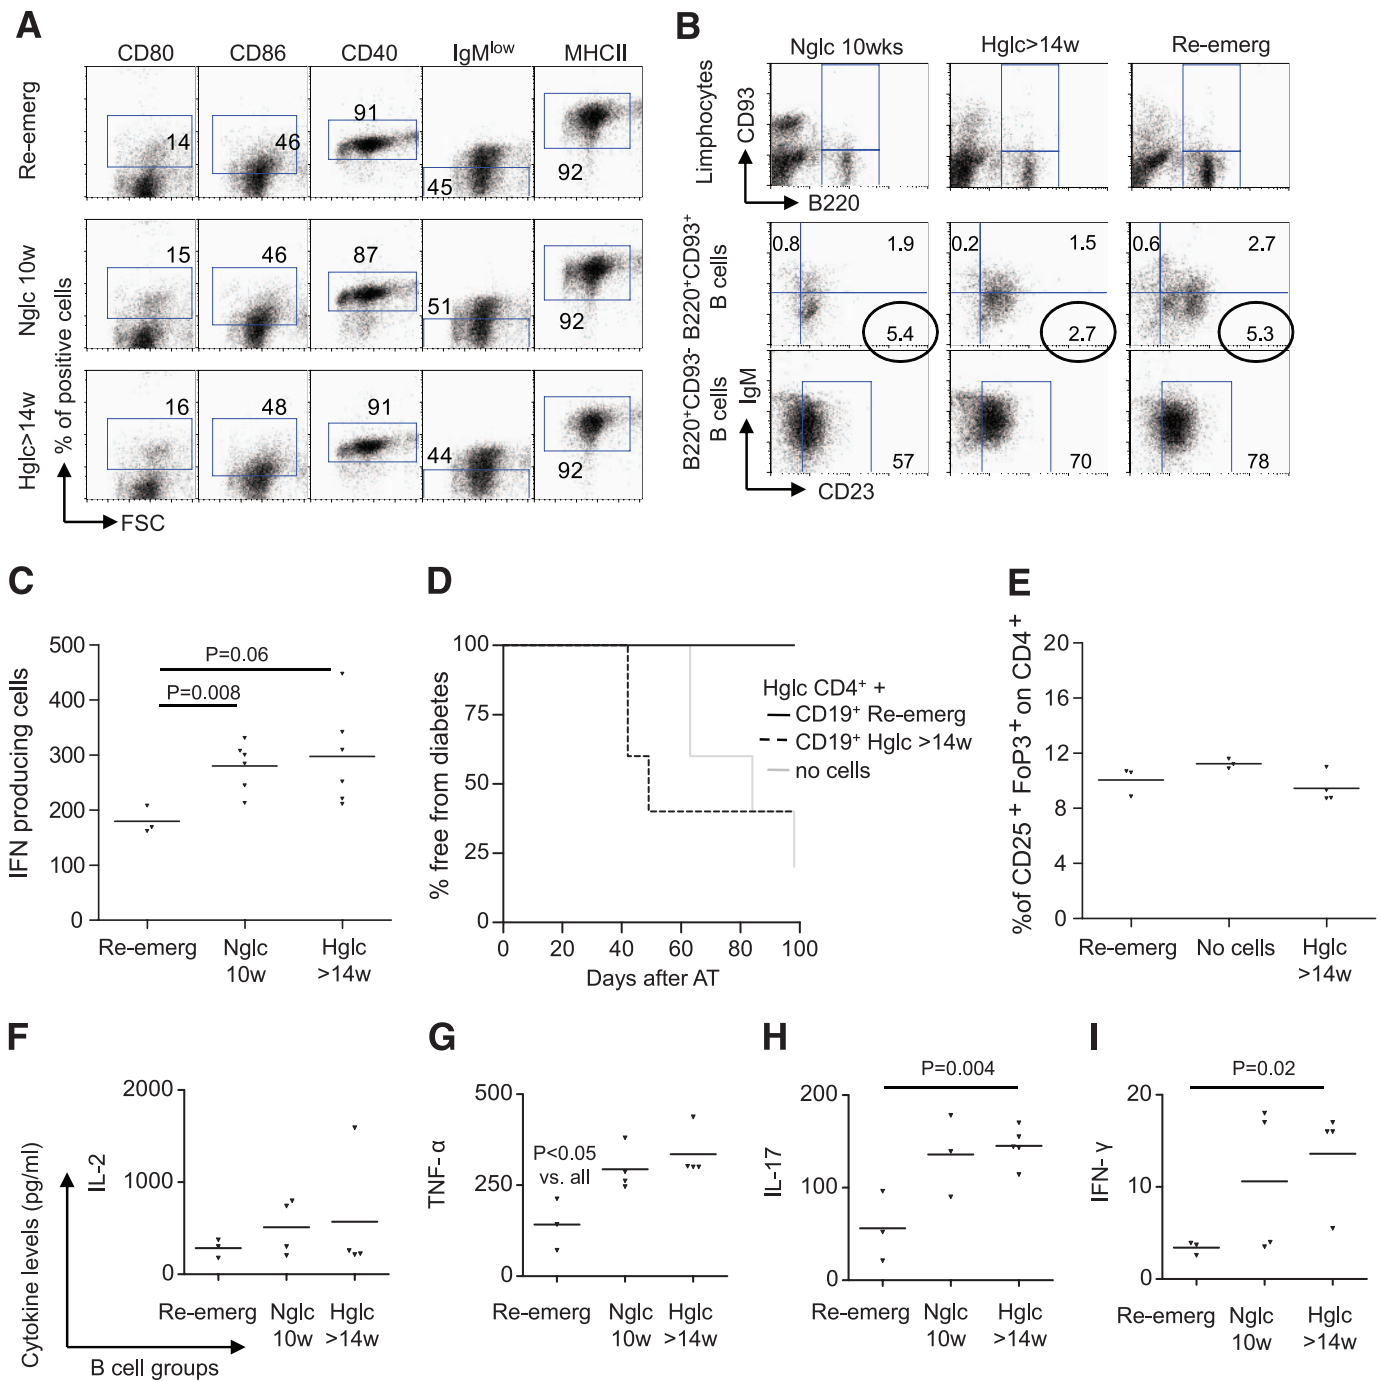 A
CD80 CD86 CD40 IgMlow MHCII
Re-emerg
14 46 91 45 92
Nglc 10w
15 46 87 51 92
Hglc>14w
16 48 91 44 92
% of positive cells
FSC
B
Nglc 10wks Hglc>14w Re-emerg
Limphocytes
CD93
B220
B220+CD93+
B cells
0.8 1.9 0.2 1.5 0.6 2.7
5.4 2.7 5.3
B220+CD93-
B cells
IgM
57 70 78
CD23
C
IFN producing cells
500
400
300
200
100
0
P=0.06
P=0.008
Re-emerg Nglc Hglc
10w >14w
D
% free from diabetes
100
75
50
25
0
0 20 40 60 80 100
Days after AT
Hglc CD4+ +
CD19+ Re-emerg
CD19+ Hglc >14w
no cells
E
%of CD25+ FoP3+ on CD4+
20
16
12
8
4
0
Re-emerg No cells Hglc
>14w
F
Cytokine levels (pg/ml)
IL-2
2000
1000
0
Re-emerg Nglc Hglc
10w >14w
B cell groups
G
TNF- α
500
250
0
P<0.05
vs. all
Re-emerg Nglc Hglc
10w >14w
H
IL-17
200
100
0
P=0.004
Re-emerg Nglc Hglc
10w >14w
I
IFN- γ
20
10
0
P=0.02
Re-emerg Nglc Hglc
10w >14w